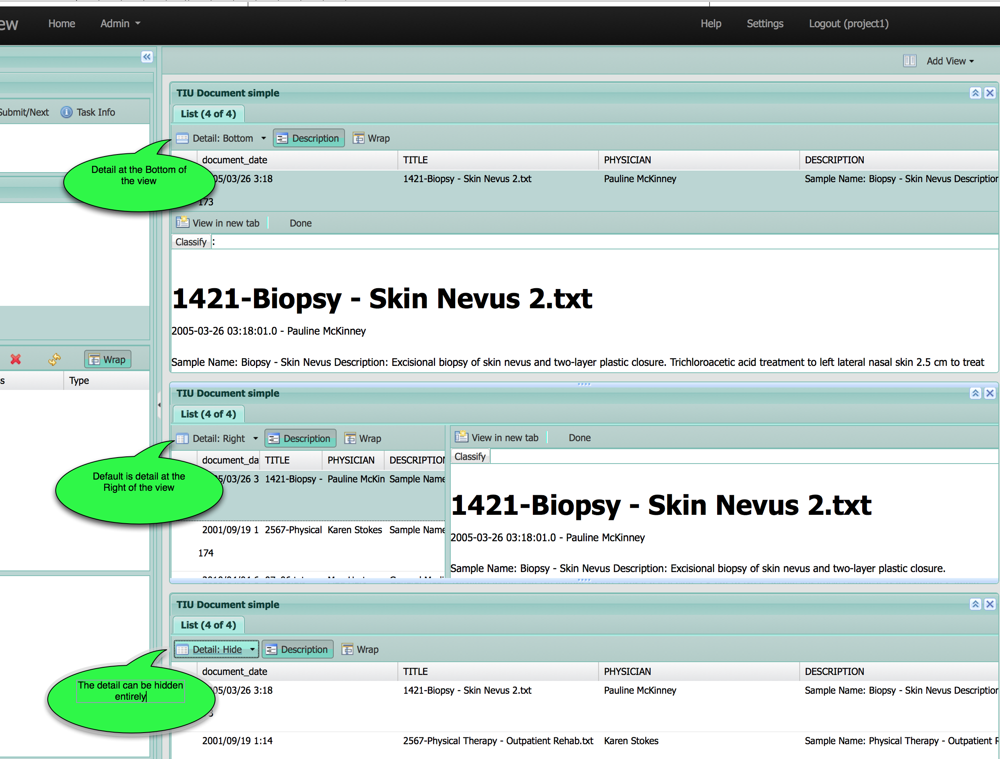 ew Home Admin Help Settings Logout (project1)
Add View
Submit/Next Task Info
TIU Document simple
List (4 of 4)
Detail: Bottom Description Wrap
Detail at the Bottom of
the view
document_date TITLE PHYSICIAN DESCRIPTION
05/03/26 3:18 1421-Biopsy - Skin Nevus 2.txt Pauline McKinney Sample Name: Biopsy - Skin Nevus Description
173
View in new tab Done
Classify :
1421-Biopsy - Skin Nevus 2.txt
2005-03-26 03:18:01.0 - Pauline McKinney
Sample Name: Biopsy - Skin Nevus Description: Excisional biopsy of skin nevus and two-layer plastic closure. Trichloroacetic acid treatment to left lateral nasal skin 2.5 cm to treat
Wrap
s Type
TIU Document simple
List (4 of 4)
Detail: Right Description Wrap
Default is detail at the
Right of the view
document_da TITLE PHYSICIAN DESCRIPTION
5/03/26 3 1421-Biopsy - Pauline McKin Sample Name
2001/09/19 1 2567-Physical Karen Stokes Sample Name
174
View in new tab Done
Classify
1421-Biopsy - Skin Nevus 2.txt
2005-03-26 03:18:01.0 - Pauline McKinney
Sample Name: Biopsy - Skin Nevus Description: Excisional biopsy of skin nevus and two-layer plastic closure.
TIU Document simple
List (4 of 4)
Detail: Hide Description Wrap
The detail can be hidden
entirely
document_date TITLE PHYSICIAN DESCRIPTION
05/03/26 3:18 1421-Biopsy - Skin Nevus 2.txt Pauline McKinney Sample Name: Biopsy - Skin Nevus Description
3
2001/09/19 1:14 2567-Physical Therapy - Outpatient Rehab.txt Karen Stokes Sample Name: Physical Therapy - Outpatient R